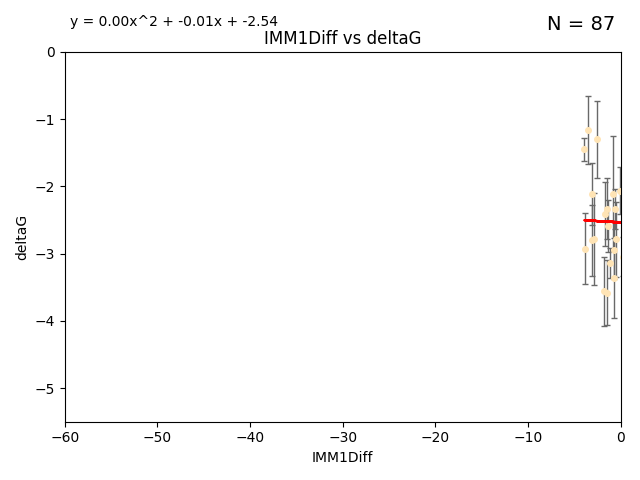 y = 0.00x^2 + -0.01x + -2.54
N = 87
IMM1Diff vs deltaG
deltaG
0
−1
−2
−3
−4
−5
−60
−50
−40
−30
−20
−10
0
IMM1Diff